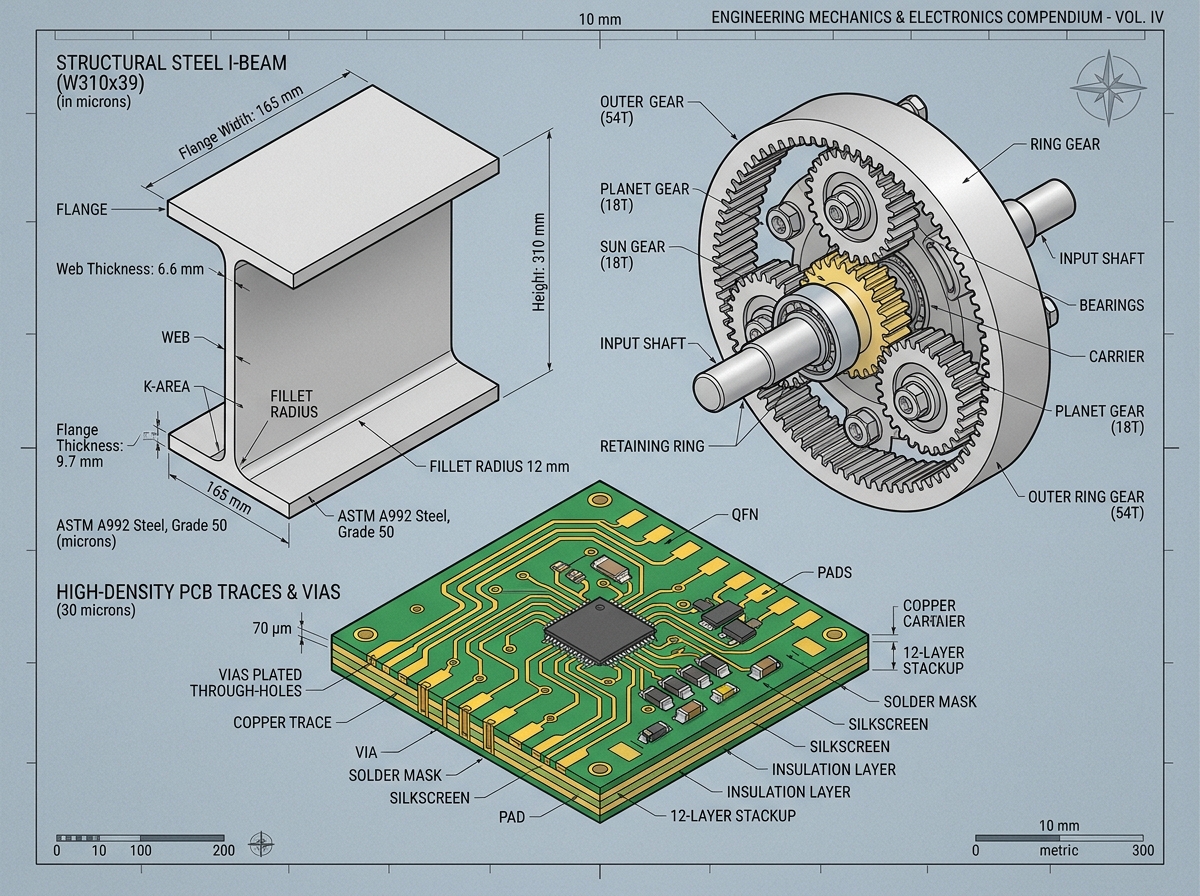 10 mm
ENGINEERING MECHANICS & ELECTRONICS COMPENDIUM - VOL. IV
STRUCTURAL STEEL I-BEAM
(W310x39)
(in microns)
Flange Width: 165 mm
FLANGE
Web Thickness: 6.6 mm
Height: 310 mm
WEB
K-AREA
FILLET
RADIUS
Flange
Thickness:
9.7 mm
165 mm
FILLET RADIUS 12 mm
ASTM A992 Steel, Grade 50
(microns)
ASTM A992 Steel,
Grade 50
OUTER GEAR
(54T)
RING GEAR
PLANET GEAR
(18T)
SUN GEAR
(18T)
INPUT SHAFT
BEARINGS
INPUT SHAFT
CARRIER
PLANET GEAR
(18T)
RETAINING RING
OUTER RING GEAR
(54T)
HIGH-DENSITY PCB TRACES & VIAS
(30 microns)
QFN
PADS
70 µm
COPPER
CARTAIER
12-LAYER
STACKUP
VIAS PLATED
THROUGH-HOLES
SOLDER MASK
COPPER TRACE
SILKSCREEN
VIA
SILKSCREEN
SOLDER MASK
INSULATION LAYER
SILKSCREEN
INSULATION LAYER
PAD
12-LAYER STACKUP
0 10 100 200
10 mm
0 metric 300